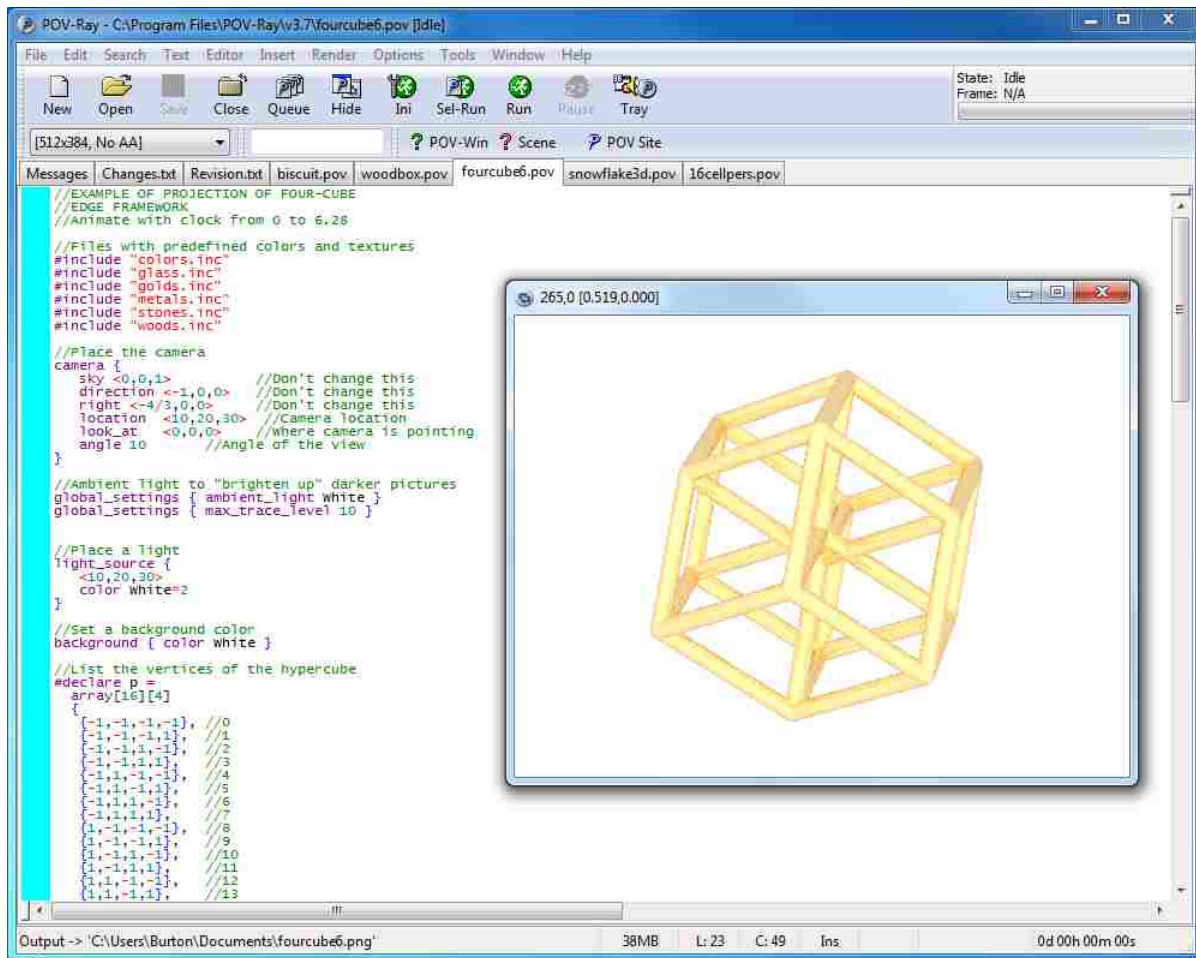 POV-Ray - C:\Program Files\POV-Ray\v3.7\fourcube6.pov [Idle]
File Edit Search Text Editor Insert Render Options Tools Window Help
New Open Save Close Queue Hide Ini Sel-Run Run Pause Tray
State: Idle
Frame: N/A
[512x384, No AA] ? POV-Win ? Scene POV Site
Messages Changes.txt Revision.txt biscuit.pov woodbox.pov fourcube6.pov snowflake3d.pov 16cellpers.pov
//EXAMPLE OF PROJECTION OF FOUR-CUBE
//EDGE FRAMEWORK
//Animate with clock from 0 to 6.28
//Files with predefined colors and textures
#include "colors.inc"
#include "glass.inc"
#include "golds.inc"
#include "metals.inc"
#include "stones.inc"
#include "woods.inc"
//Place the camera
camera {
sky <0,0,1> //Don't change this
direction <-1,0,0> //Don't change this
right <-4/3,0,0> //Don't change this
location <10,20,30> //Camera location
look_at <0,0,0> //Where camera is pointing
angle 10 //Angle of the view
}
//Ambient light to "brighten up" darker pictures
global_settings { ambient_light White }
global_settings { max_trace_level 10 }
//Place a light
light_source {
<10,20,30>
color White*2
}
//Set a background color
background { color White }
//List the vertices of the hypercube
#declare p =
array[16][4]
{
{-1,-1,-1,-1}, //0
{-1,-1,-1,1}, //1
{-1,-1,1,-1}, //2
{-1,-1,1,1}, //3
{-1,1,-1,-1}, //4
{-1,1,-1,1}, //5
{-1,1,1,-1}, //6
{-1,1,1,1}, //7
{1,-1,-1,-1}, //8
{1,-1,-1,1}, //9
{1,-1,1,-1}, //10
{1,-1,1,1}, //11
{1,1,-1,-1}, //12
{1,1,-1,1}, //13
265,0 [0.519,0.000]
Output -> 'C:\Users\Burton\Documents\fourcube6.png' 38MB L: 23 C: 49 Ins 0d 00h 00m 00s